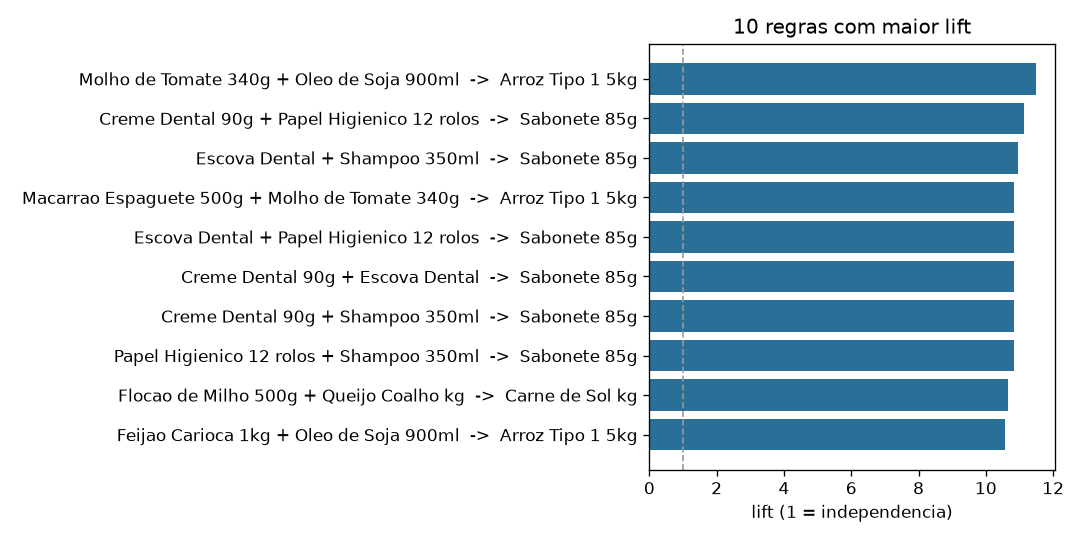 10 regras com maior lift
Molho de Tomate 340g + Oleo de Soja 900ml -> Arroz Tipo 1 5kg
Creme Dental 90g + Papel Higienico 12 rolos -> Sabonete 85g
Escova Dental + Shampoo 350ml -> Sabonete 85g
Macarrao Espaguete 500g + Molho de Tomate 340g -> Arroz Tipo 1 5kg
Escova Dental + Papel Higienico 12 rolos -> Sabonete 85g
Creme Dental 90g + Escova Dental -> Sabonete 85g
Creme Dental 90g + Shampoo 350ml -> Sabonete 85g
Papel Higienico 12 rolos + Shampoo 350ml -> Sabonete 85g
Flocao de Milho 500g + Queijo Coalho kg -> Carne de Sol kg
Feijao Carioca 1kg + Oleo de Soja 900ml -> Arroz Tipo 1 5kg
0 2 4 6 8 10 12
lift (1 = independencia)